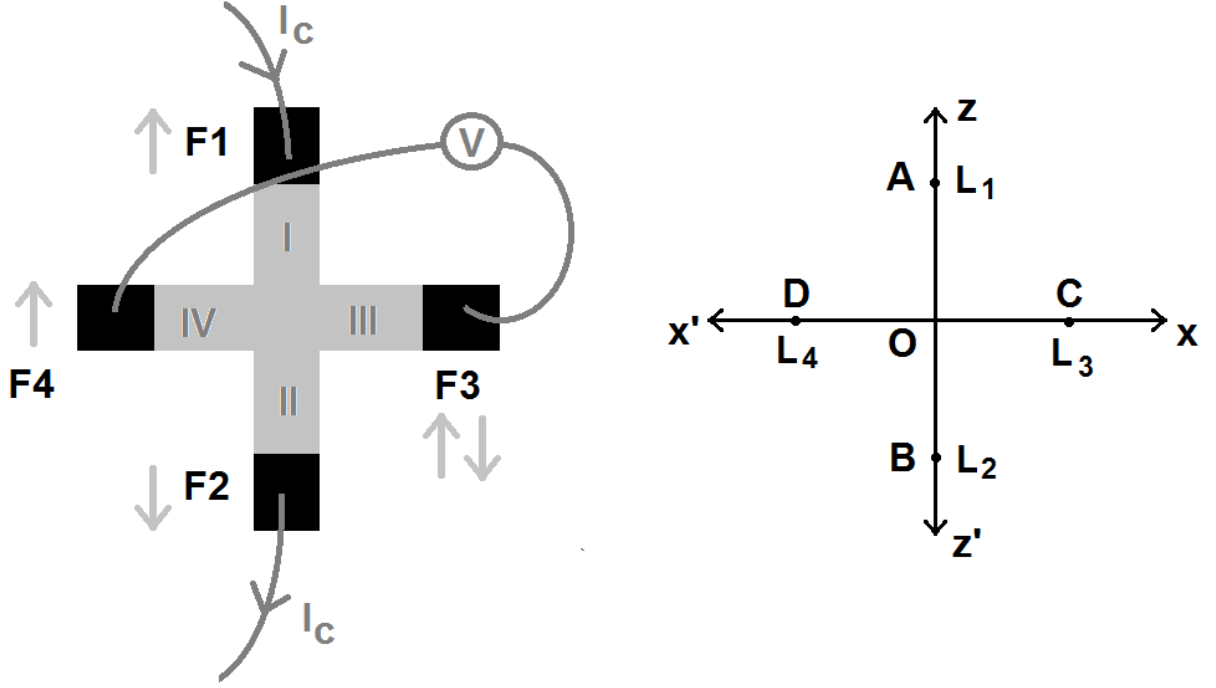 I_C
F1
V
I
IV
III
F4
F3
II
F2
I_C
z
A
L_1
D
C
x'
O
x
L_4
L_3
B
L_2
z'